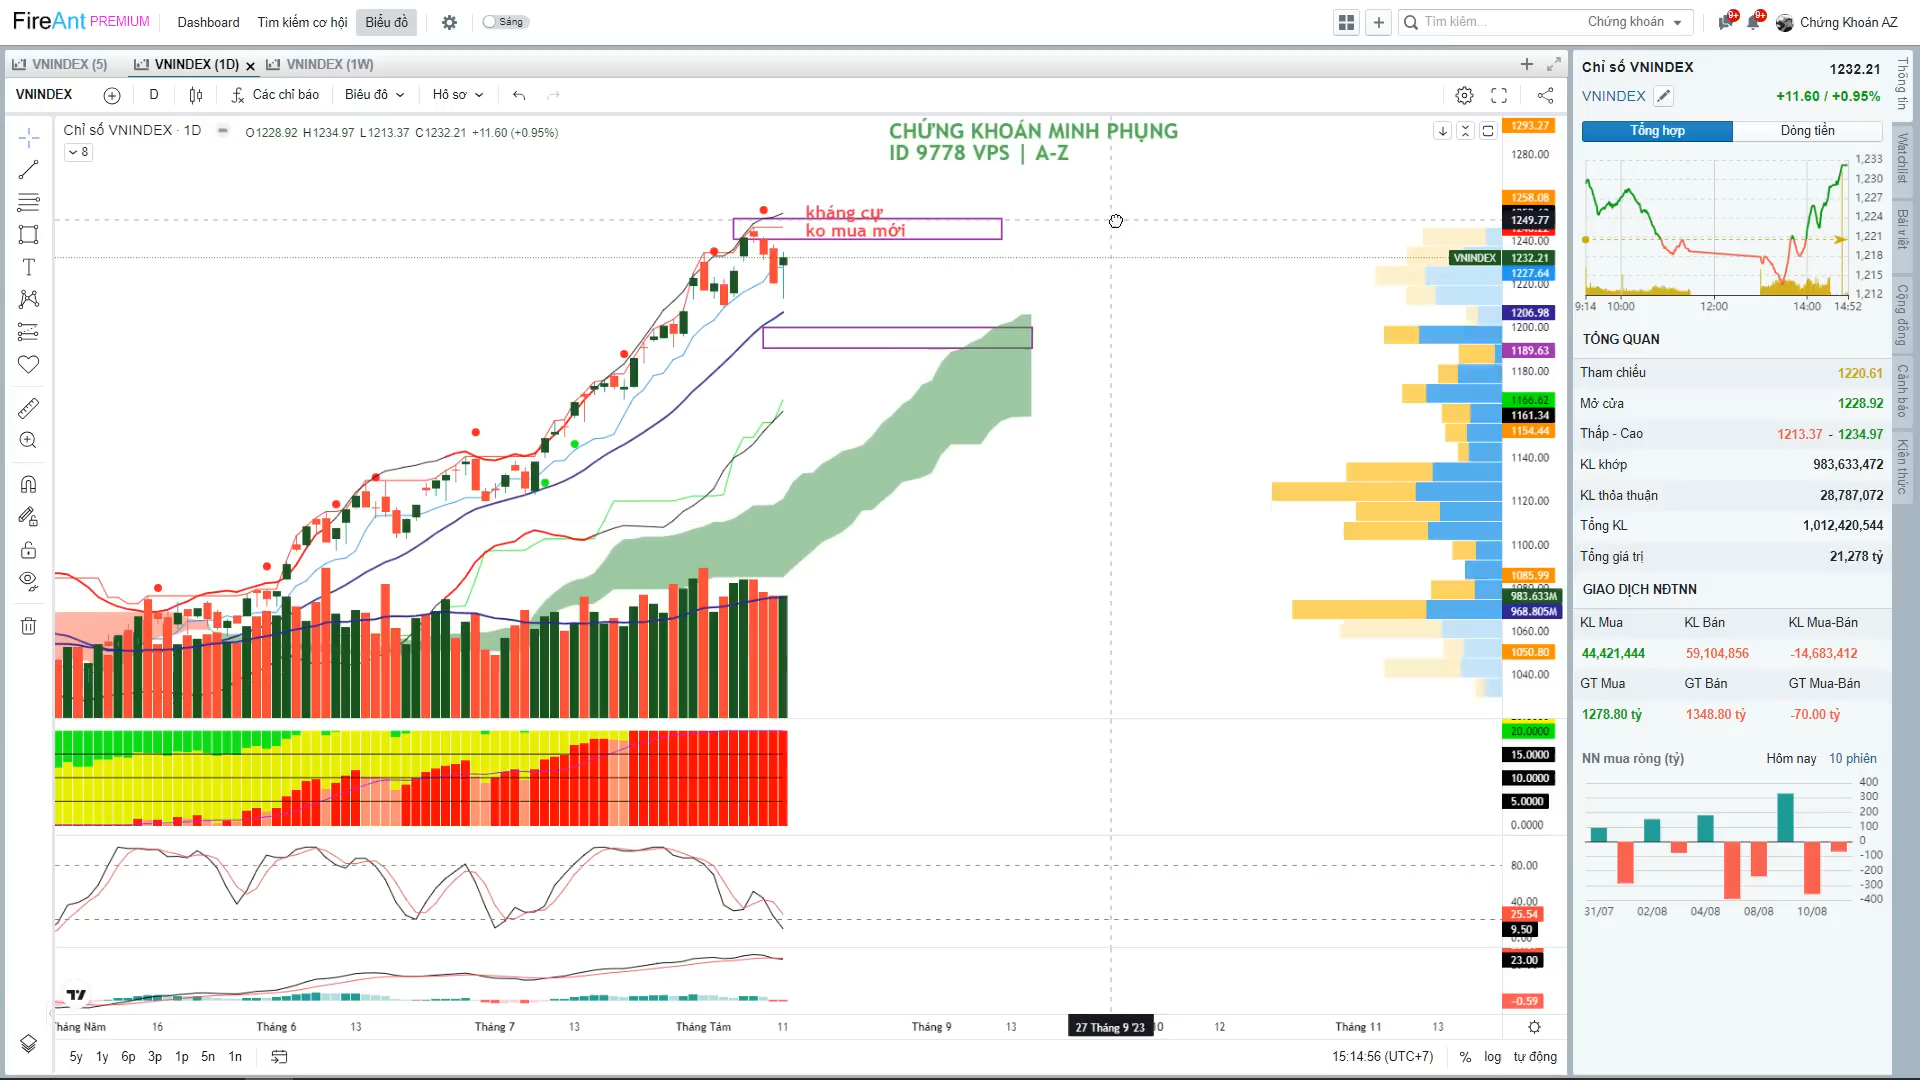 FireAnt PREMIUM
Dashboard
Tìm kiếm cơ hội
Biểu đồ
Sáng
Tìm kiếm...
Chứng khoán
9+
9+
Chứng Khoán AZ
VNINDEX (5)
VNINDEX (1D)
VNINDEX (1W)
VNINDEX
D
Các chỉ báo
Biểu đồ
Hồ sơ
Chỉ số VNINDEX · 1D
O1228.92 H1234.97 L1213.37 C1232.21 +11.60 (+0.95%)
8
CHỨNG KHOÁN MINH PHỤNG
ID 9778 VPS | A-Z
kháng cự
ko mua mới
1293.27
1280.00
1258.08
1249.77
1240.00
VNINDEX 1232.21
1227.64
1220.00
1206.98
1200.00
1189.63
1180.00
1166.62
1161.34
1154.44
1140.00
1120.00
1100.00
1085.99
983.633M
968.805M
1060.00
1050.80
1040.00
20.0000
15.0000
10.0000
5.0000
0.0000
80.00
40.00
25.54
9.50
23.00
-0.59
16
Tháng 6
13
Tháng 7
13
Tháng Tám
11
Tháng 9
13
27 Tháng 9 '23
12
Tháng 11
13
5y
1y
6p
3p
1p
5n
1n
15:14:56 (UTC+7)
%
log
tự động
Chỉ số VNINDEX
1232.21
VNINDEX
+11.60 / +0.95%
Tổng hợp
Dòng tiền
1,233
1,230
1,227
1,224
1,221
1,218
1,215
1,212
9:14
10:00
12:00
14:00
14:52
TỔNG QUAN
Tham chiếu 1220.61
Mở cửa 1228.92
Thấp - Cao 1213.37 - 1234.97
KL khớp 983,633,472
KL thỏa thuận 28,787,072
Tổng KL 1,012,420,544
Tổng giá trị 21,278 tỷ
GIAO DỊCH NĐTNN
KL Mua KL Bán KL Mua-Bán
44,421,444 59,104,856 -14,683,412
GT Mua GT Bán GT Mua-Bán
1278.80 tỷ 1348.80 tỷ -70.00 tỷ
NN mua ròng (tỷ)
Hôm nay
10 phiên
400
300
200
100
0
-100
-200
-300
-400
31/07
02/08
04/08
08/08
10/08
Thông tin
Watchlist
Bài viết
Cộng đồng
Cảnh báo
Kiến thức